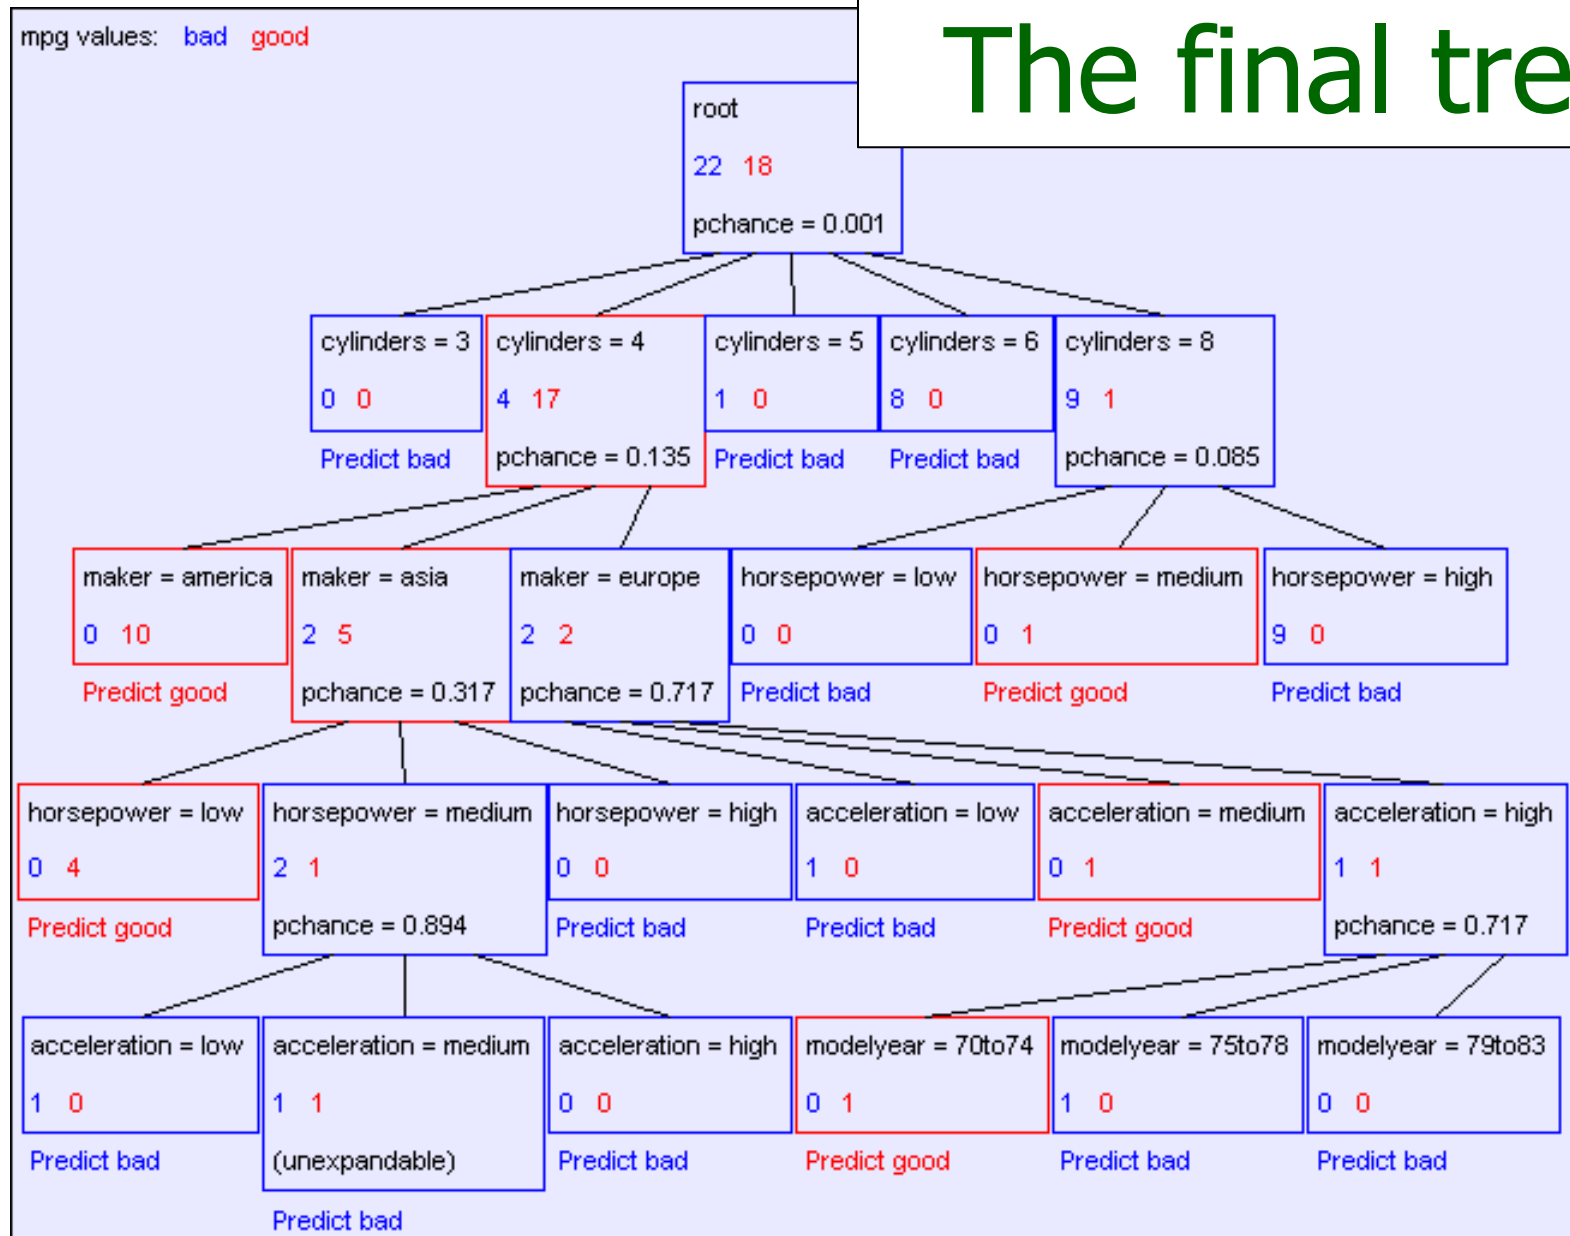 mpg values: bad good
The final tre
root
22 18
pchance = 0.001
cylinders = 3 cylinders = 4 cylinders = 5 cylinders = 6 cylinders = 8
0 0 4 17 1 0 8 0 9 1
Predict bad pchance = 0.135 Predict bad Predict bad pchance = 0.085
maker = america maker = asia maker = europe horsepower = low horsepower = medium horsepower = high
0 10 2 5 2 2 0 0 0 1 9 0
Predict good pchance = 0.317 pchance = 0.717 Predict bad Predict good Predict bad
horsepower = low horsepower = medium horsepower = high acceleration = low acceleration = medium acceleration = high
0 4 2 1 0 0 1 0 0 1 1 1
Predict good pchance = 0.894 Predict bad Predict bad Predict good pchance = 0.717
acceleration = low acceleration = medium acceleration = high modelyear = 70to74 modelyear = 75to78 modelyear = 79to83
1 0 1 1 0 0 0 1 1 0 0 0
Predict bad (unexpandable) Predict bad Predict good Predict bad Predict bad
Predict bad